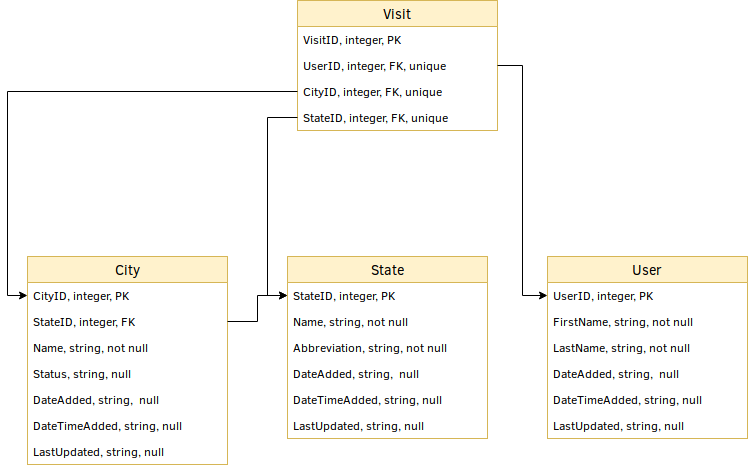 Visit
VisitID, integer, PK
UserID, integer, FK, unique
CityID, integer, FK, unique
StateID, integer, FK, unique
City
CityID, integer, PK
StateID, integer, FK
Name, string, not null
Status, string, null
DateAdded, string,  null
DateTimeAdded, string, null
LastUpdated, string, null
State
StateID, integer, PK
Name, string, not null
Abbreviation, string, not null
DateAdded, string,  null
DateTimeAdded, string, null
LastUpdated, string, null
User
UserID, integer, PK
FirstName, string, not null
LastName, string, not null
DateAdded, string,  null
DateTimeAdded, string, null
LastUpdated, string, null